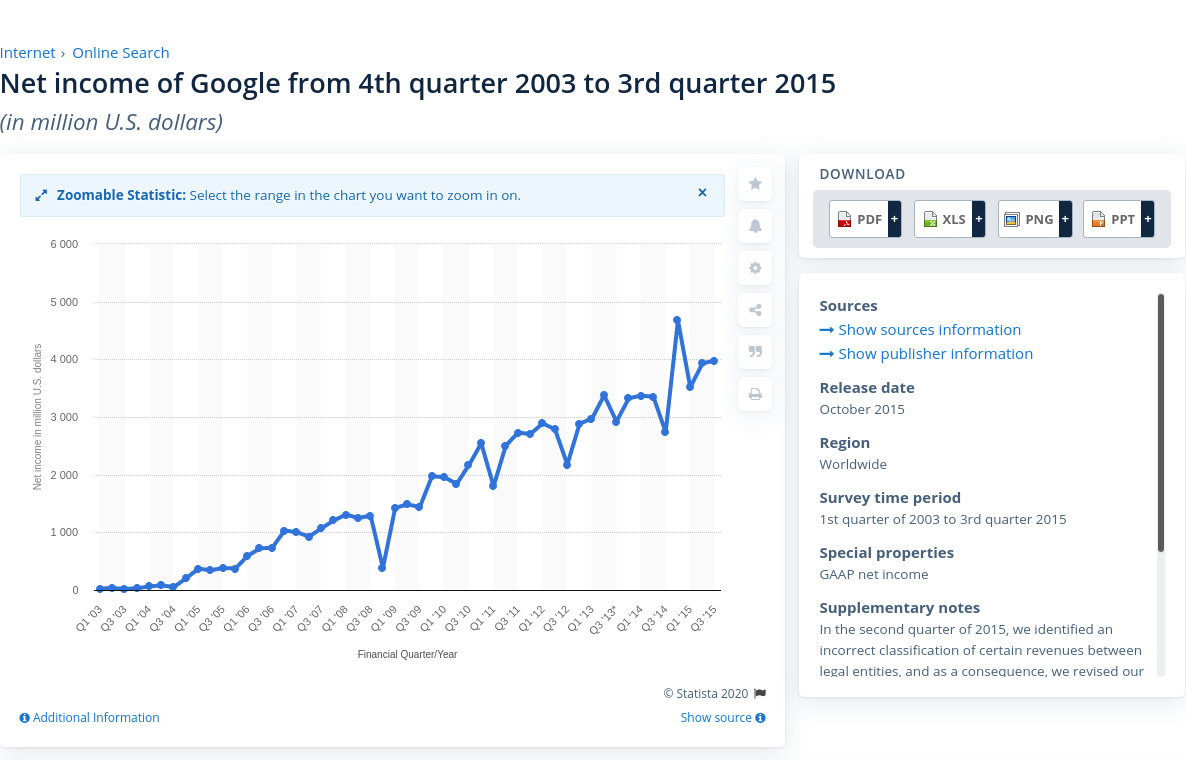 Internet › Online Search
Net income of Google from 4th quarter 2003 to 3rd quarter 2015
(in million U.S. dollars)
Zoomable Statistic: Select the range in the chart you want to zoom in on. ×
6 000
5 000
4 000
3 000
2 000
1 000
0
Net income in million U.S. dollars
Q1 '03
Q3 '03
Q1 '04
Q3 '04
Q1 '05
Q3 '05
Q1 '06
Q3 '06
Q1 '07
Q3 '07
Q1 '08
Q3 '08
Q1 '09
Q3 '09
Q1 '10
Q3 '10
Q1 '11
Q3 '11
Q1 '12
Q3 '12
Q1 '13
Q3 '13*
Q1 '14
Q3 '14
Q1 '15
Q3 '15
Financial Quarter/Year
© Statista 2020
Additional Information
Show source
DOWNLOAD
PDF + XLS + PNG + PPT +
Sources
Show sources information
Show publisher information
Release date
October 2015
Region
Worldwide
Survey time period
1st quarter of 2003 to 3rd quarter 2015
Special properties
GAAP net income
Supplementary notes
In the second quarter of 2015, we identified an
incorrect classification of certain revenues between
legal entities, and as a consequence, we revised our